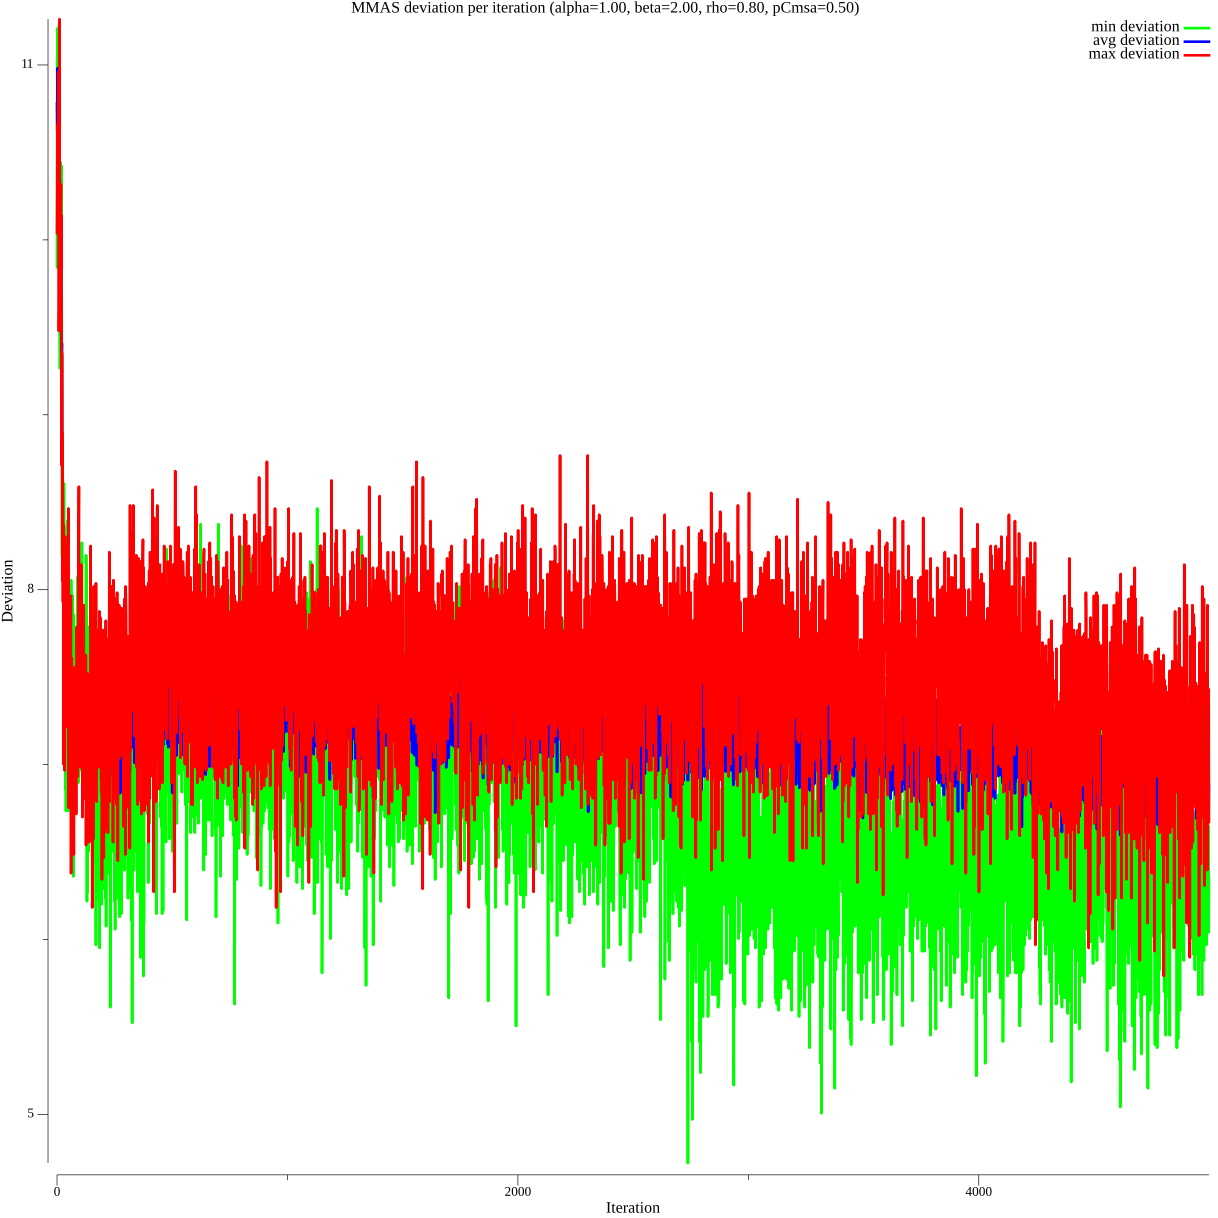 MMAS deviation per iteration (alpha=1.00, beta=2.00, rho=0.80, pCmsa=0.50)
min deviation
avg deviation
max deviation
11
8
5
Deviation
0
2000
4000
Iteration